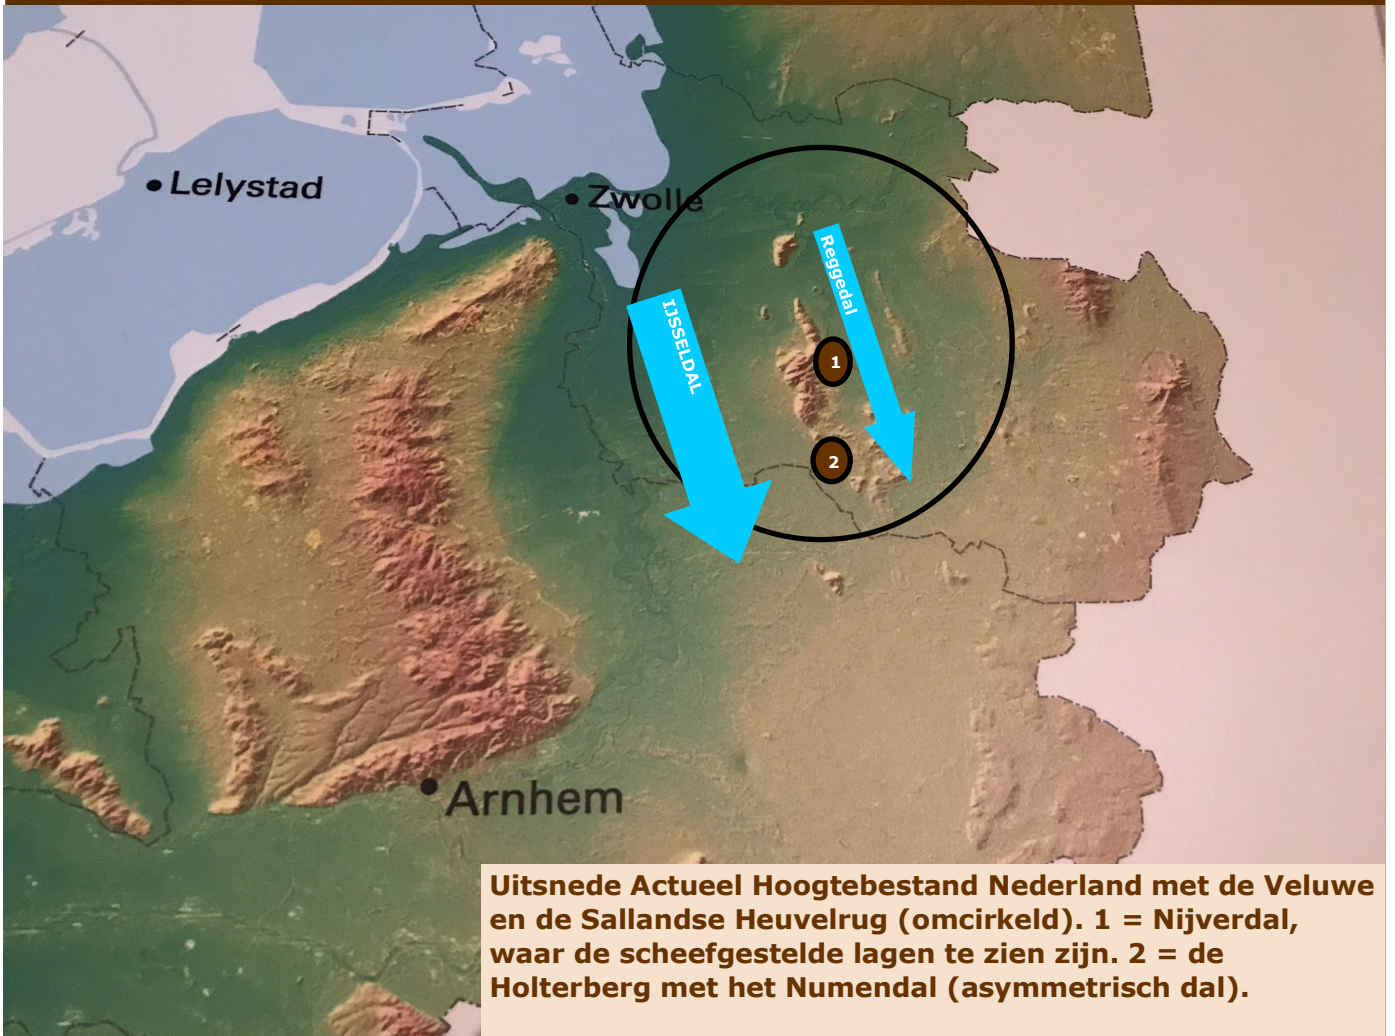 Lelystad
Zwolle
Reggedal
IJSSELDAL
1
2
Arnhem
Uitsnede Actueel Hoogtebestand Nederland met de Veluwe
en de Sallandse Heuvelrug (omcirkeld). 1 = Nijverdal,
waar de scheefgestelde lagen te zien zijn. 2 = de
Holterberg met het Numendal (asymmetrisch dal).